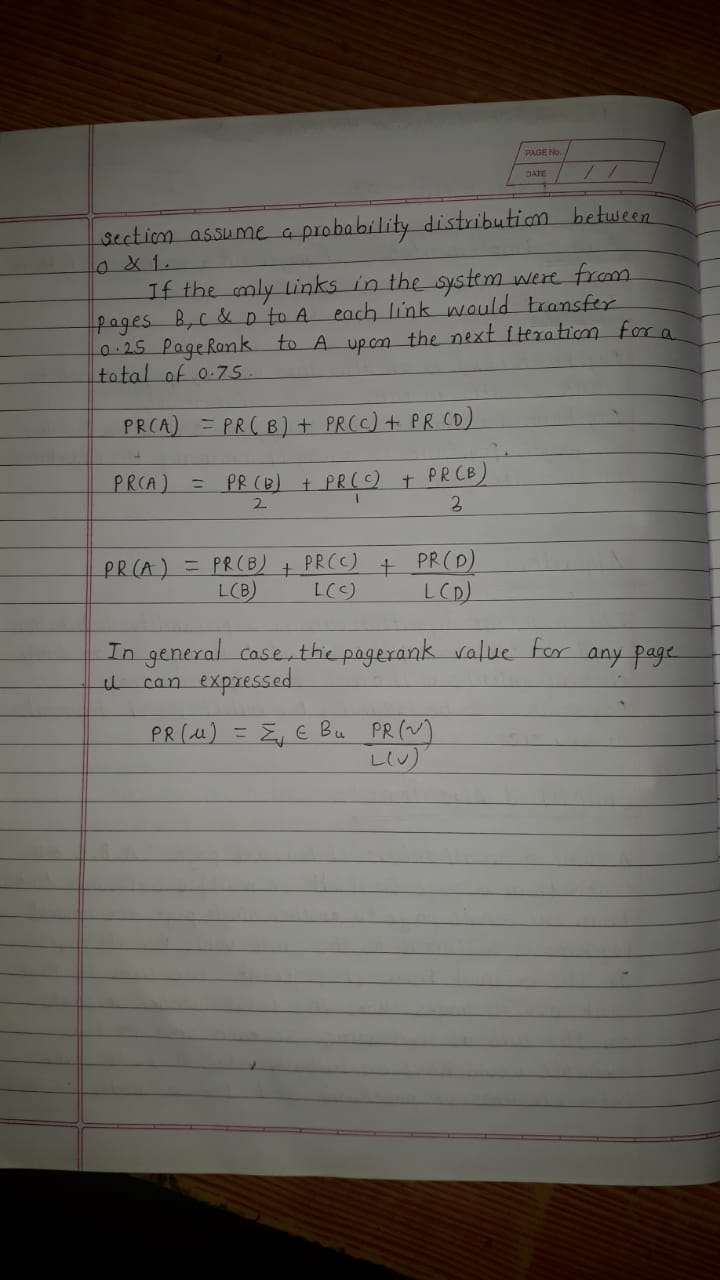 PAGE No.
DATE / /
section assume a probability distribution between
0 & 1.
If the only links in the system were from
pages B, C & D to A each link would transfer
0.25 PageRank to A upon the next Iteration for a
total of 0.75.
PR(A) = PR(B) + PR(C) + PR(D)
PR(A) = PR(B)/2 + PR(C)/1 + PR(B)/3
PR(A) = PR(B)/L(B) + PR(C)/L(C) + PR(D)/L(D)
In general case, the pagerank value for any page
u can expressed
PR(u) = Σv ∈ Bu PR(v)/L(v)